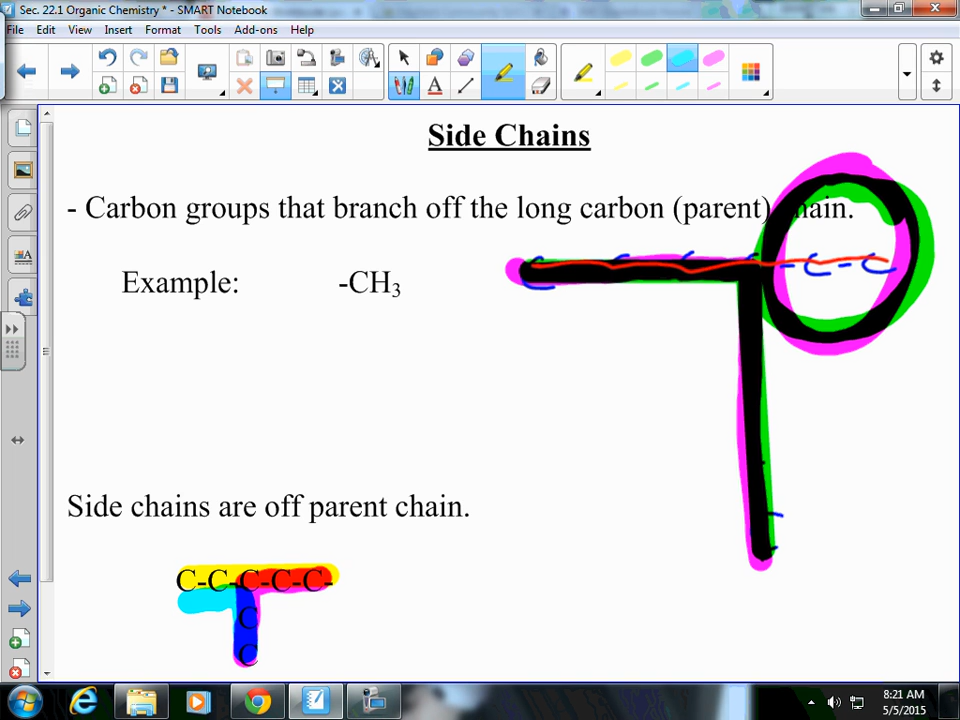 Sec. 22.1 Organic Chemistry * - SMART Notebook
File Edit View Insert Format Tools Add-ons Help
Side Chains
- Carbon groups that branch off the long carbon (parent) chain.
Example: -CH₃
-C-C
Side chains are off parent chain.
C-C-C-C-C-
C
C
8:21 AM
5/5/2015